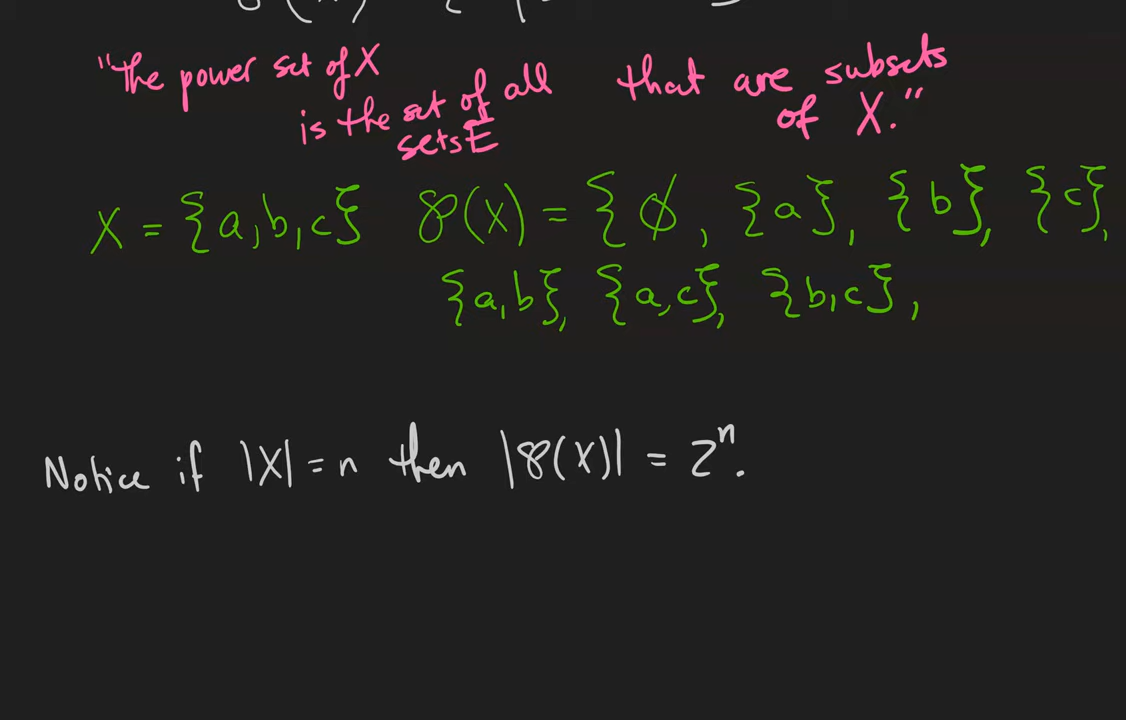 "The power set of X
is the set of all that are subsets
sets E of X."
X = {a,b,c} ℘(X) = {∅, {a}, {b}, {c},
{a,b}, {a,c}, {b,c},
Notice if |X| = n then |℘(X)| = 2ⁿ.